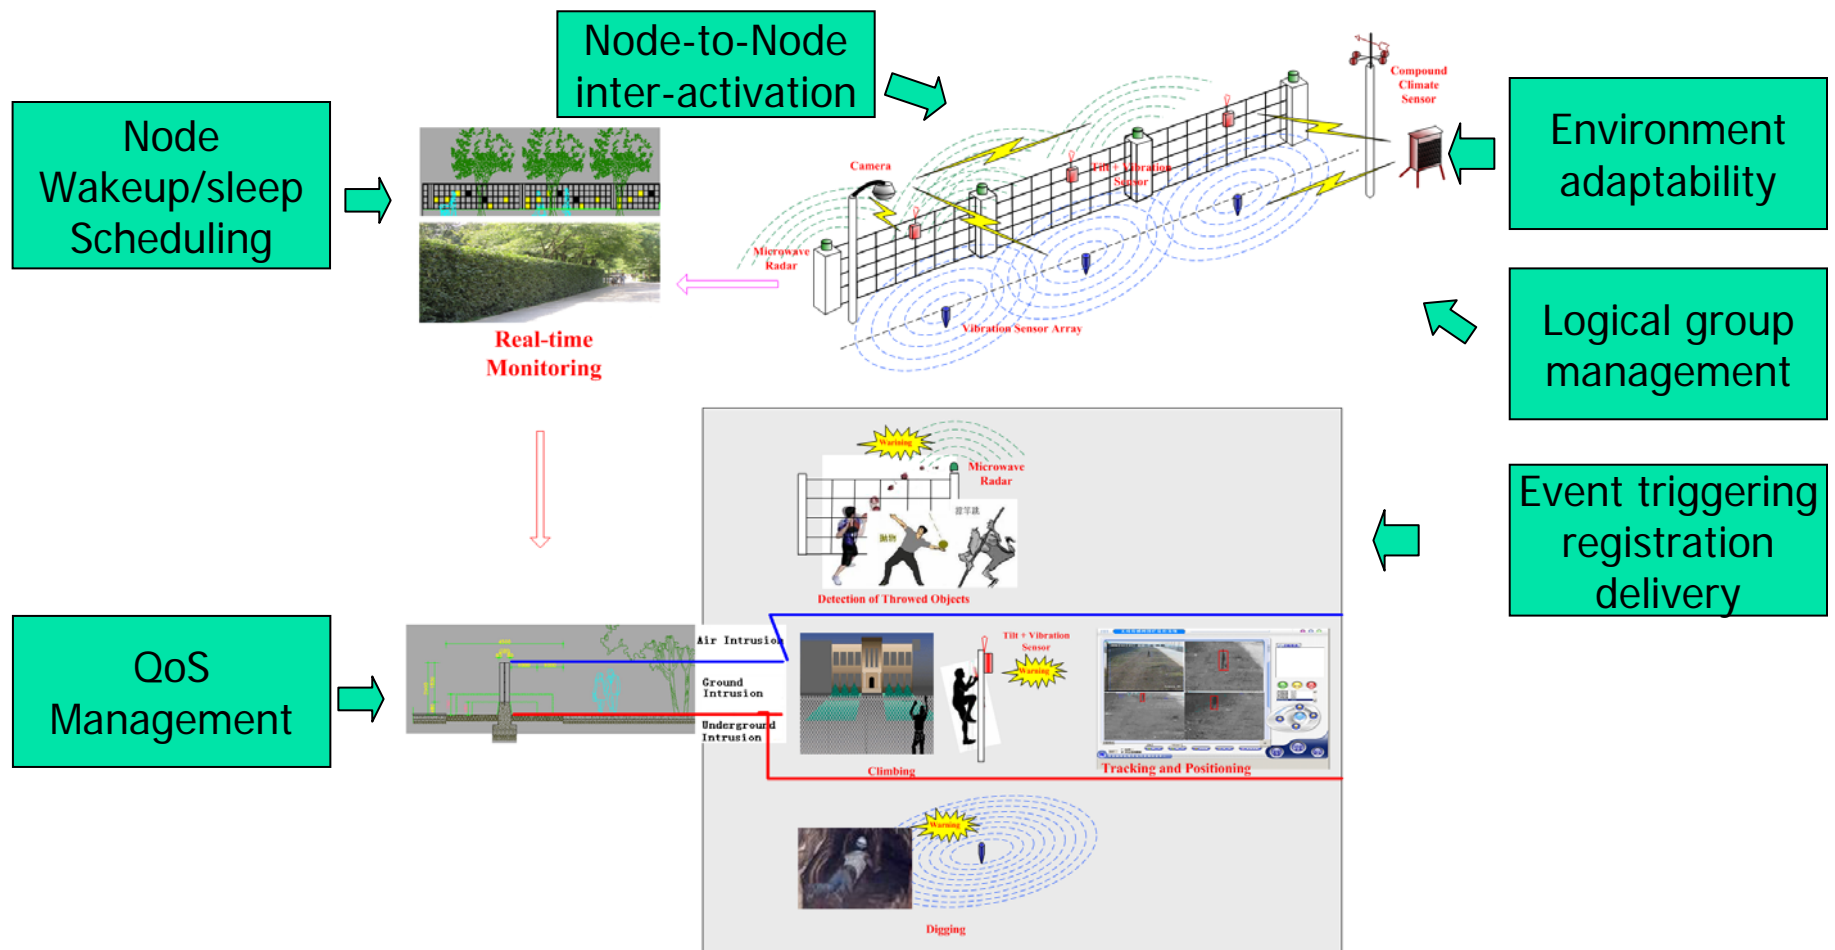 Node-to-Node
inter-activation
Node
Wakeup/sleep
Scheduling
Compound
Climate
Sensor
Environment
adaptability
Camera
Tilt + Vibration
Sensor
Microwave
Radar
Vibration Sensor Array
Real-time
Monitoring
Logical group
management
Warining
Microwave
Radar
Detection of Throwed Objects
Event triggering
registration
delivery
QoS
Management
Air Intrusion
Ground
Intrusion
Underground
Intrusion
Tilt + Vibration
Sensor
Warning
Climbing
Tracking and Positioning
Warning
Digging